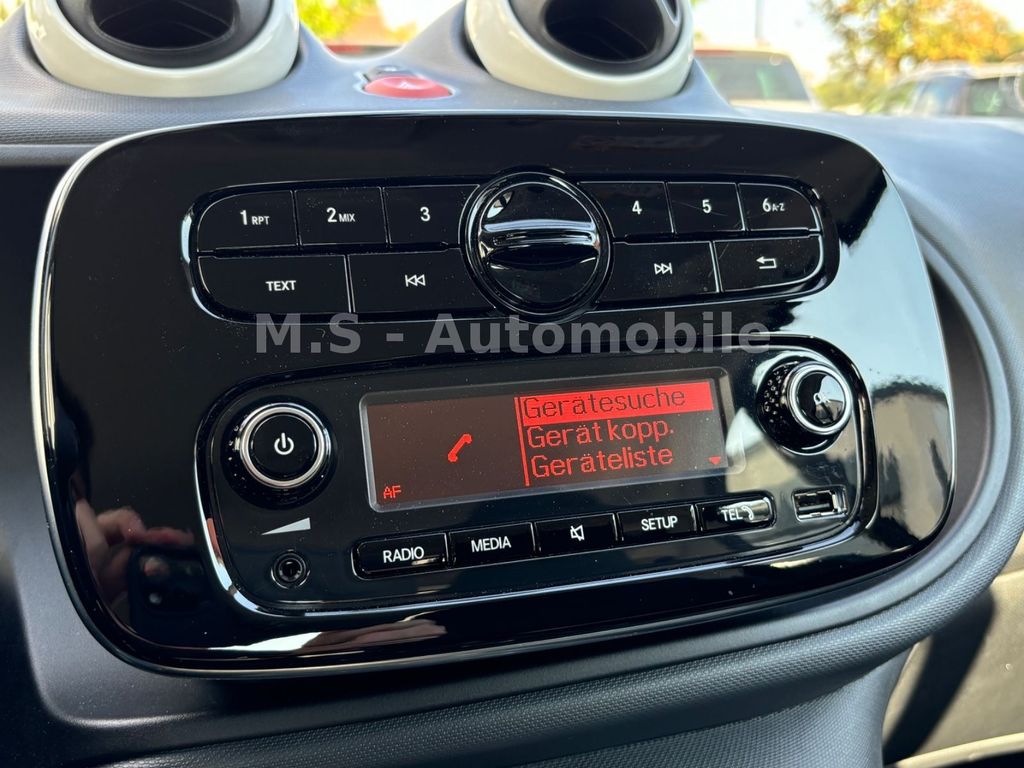 1 RPT 2 MIX 3 4 5 6 A-Z
TEXT
M.S - Automobile
Gerätesuche
Gerät kopp.
Geräteliste
AF
OK
RADIO MEDIA SETUP TEL